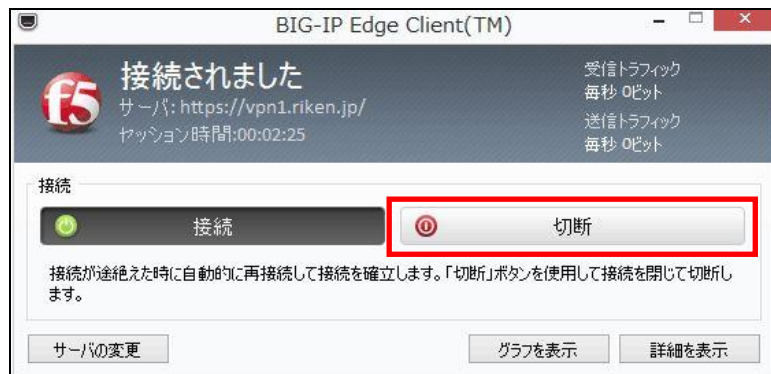 BIG-IP Edge Client(TM)
f5
接続されました
サーバ: https://vpn1.riken.jp/
セッション時間:00:02:25
受信トラフィック
毎秒 0ビット
送信トラフィック
毎秒 0ビット
接続
接続
切断
接続が途絶えた時に自動的に再接続して接続を確立します。「切断」ボタンを使用して接続を閉じて切断し
ます。
サーバの変更
グラフを表示
詳細を表示